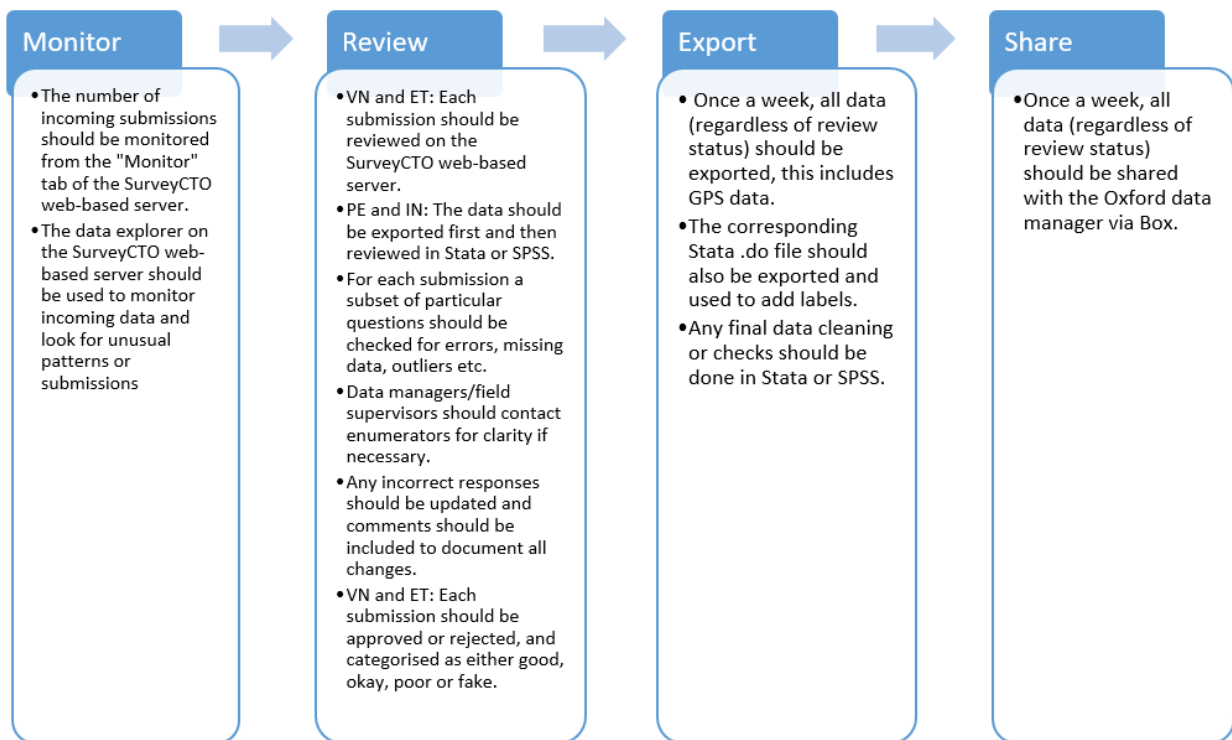 Monitor
•The number of
incoming submissions
should be monitored
from the "Monitor"
tab of the SurveyCTO
web-based server.
•The data explorer on
the SurveyCTO web-
based server should
be used to monitor
incoming data and
look for unusual
patterns or
submissions
Review
•VN and ET: Each
submission should be
reviewed on the
SurveyCTO web-based
server.
•PE and IN: The data should
be exported first and then
reviewed in Stata or SPSS.
•For each submission a
subset of particular
questions should be
checked for errors, missing
data, outliers etc.
•Data managers/field
supervisors should contact
enumerators for clarity if
necessary.
•Any incorrect responses
should be updated and
comments should be
included to document all
changes.
•VN and ET: Each
submission should be
approved or rejected, and
categorised as either good,
okay, poor or fake.
Export
• Once a week, all data
(regardless of review
status) should be
exported, this includes
GPS data.
•The corresponding
Stata .do file should
also be exported and
used to add labels.
•Any final data cleaning
or checks should be
done in Stata or SPSS.
Share
•Once a week, all
data (regardless of
review status)
should be shared
with the Oxford data
manager via Box.